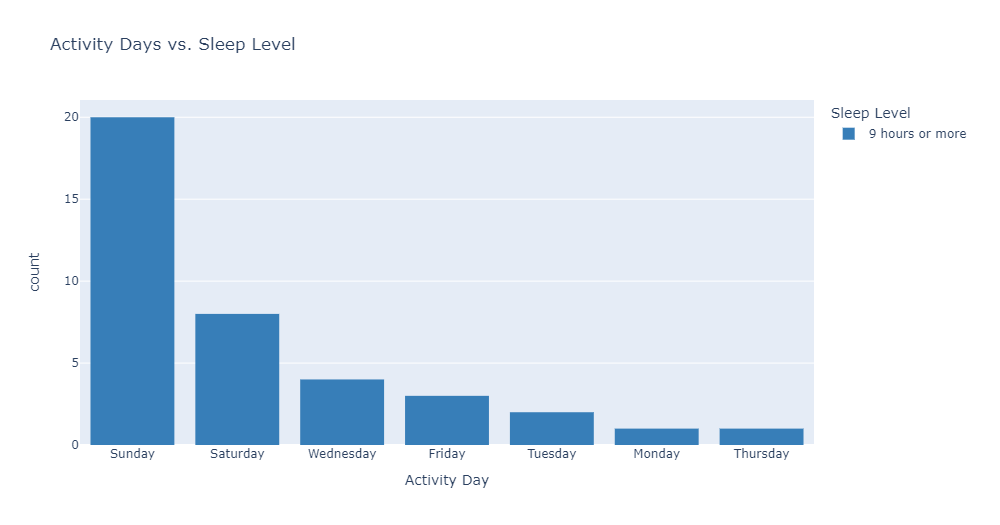 Activity Days vs. Sleep Level
Sleep Level
9 hours or more
count
20
15
10
5
0
Sunday Saturday Wednesday Friday Tuesday Monday Thursday
Activity Day